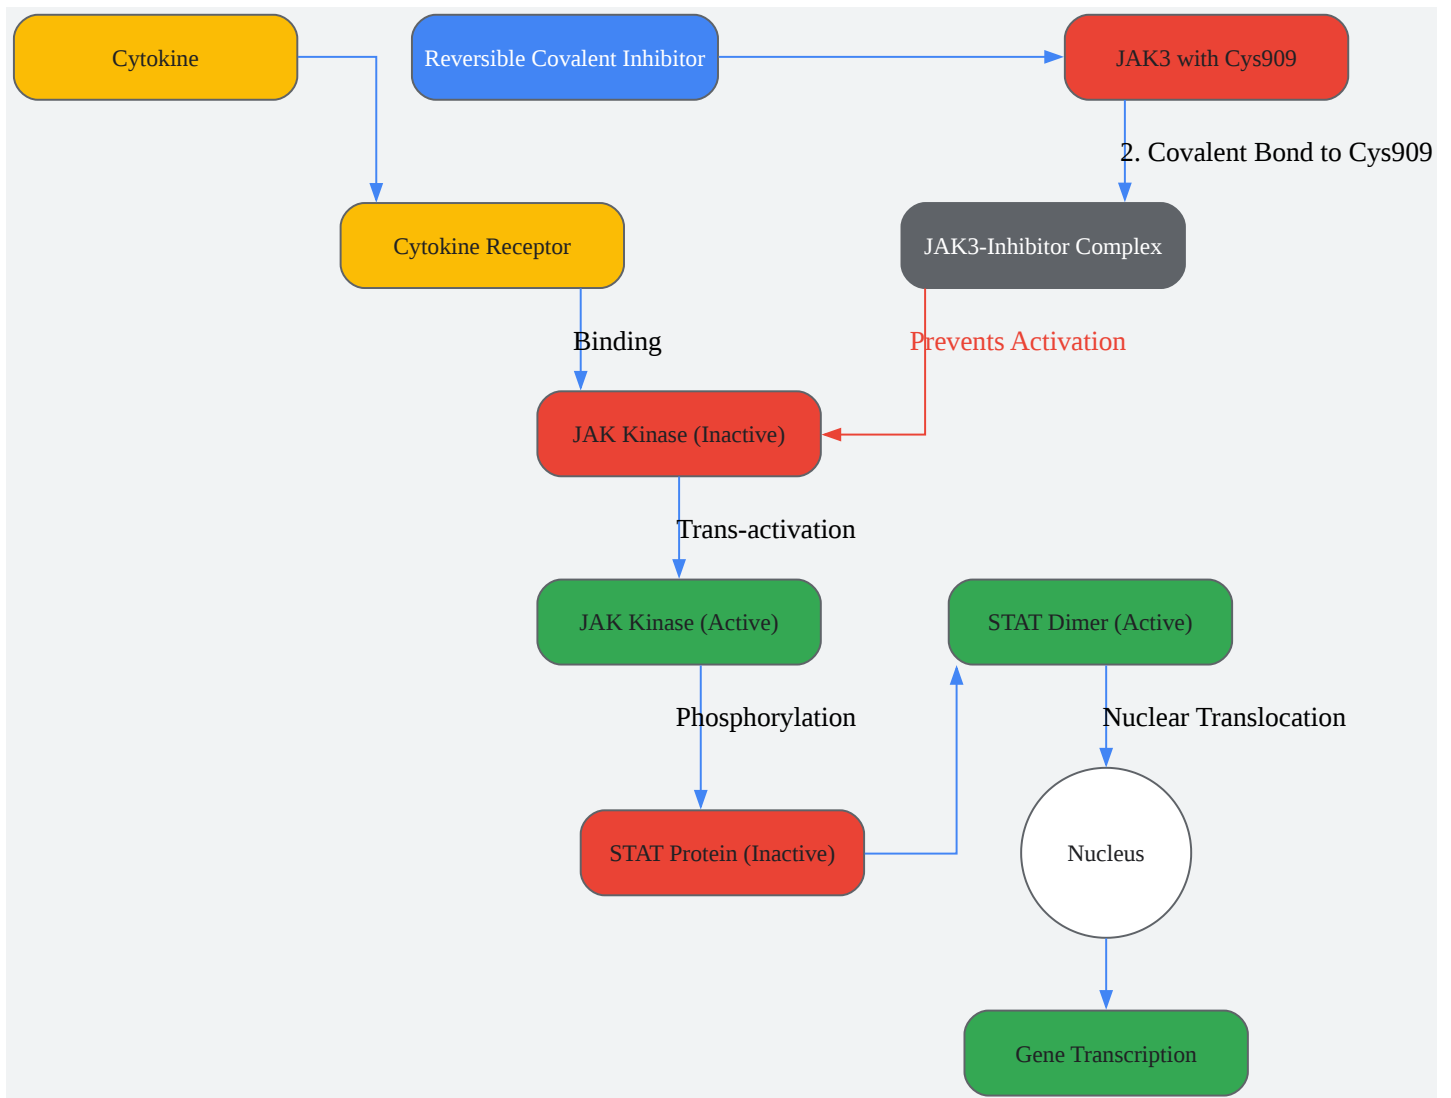 Cytokine
Reversible Covalent Inhibitor
JAK3 with Cys909
2. Covalent Bond to Cys909
Cytokine Receptor
JAK3-Inhibitor Complex
Binding
Prevents Activation
JAK Kinase (Inactive)
Trans-activation
JAK Kinase (Active)
STAT Dimer (Active)
Phosphorylation
Nuclear Translocation
STAT Protein (Inactive)
Nucleus
Gene Transcription